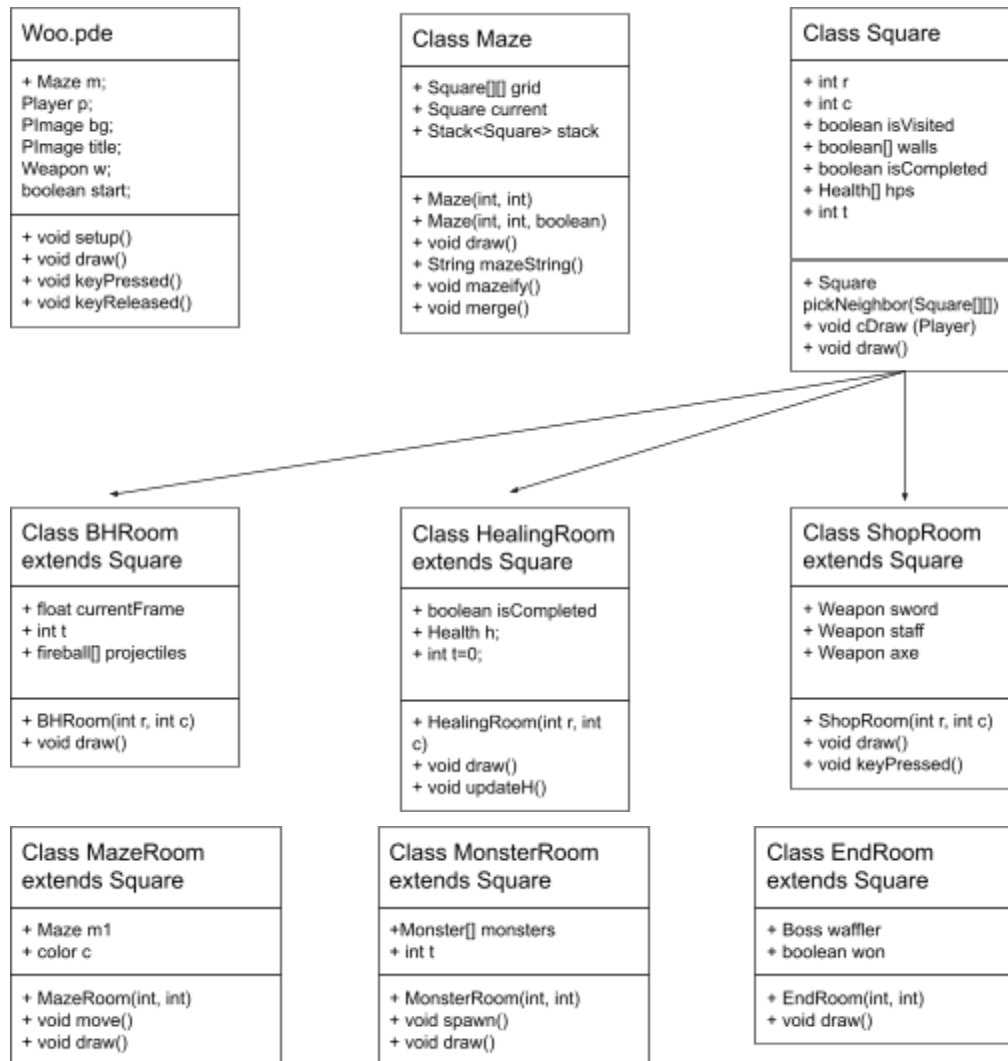 Woo.pde
+ Maze m;
Player p;
PImage bg;
PImage title;
Weapon w;
boolean start;
+ void setup()
+ void draw()
+ void keyPressed()
+ void keyReleased()
Class Maze
+ Square[][] grid
+ Square current
+ Stack<Square> stack
+ Maze(int, int)
+ Maze(int, int, boolean)
+ void draw()
+ String mazeString()
+ void mazeify()
+ void merge()
Class Square
+ int r
+ int c
+ boolean isVisited
+ boolean[] walls
+ boolean isCompleted
+ Health[] hps
+ int t
+ Square
pickNeighbor(Square[][])
+ void cDraw (Player)
+ void draw()
Class BHRoom
extends Square
+ float currentFrame
+ int t
+ fireball[] projectiles
+ BHRoom(int r, int c)
+ void draw()
Class HealingRoom
extends Square
+ boolean isCompleted
+ Health h;
+ int t=0;
+ HealingRoom(int r, int
c)
+ void draw()
+ void updateH()
Class ShopRoom
extends Square
+ Weapon sword
+ Weapon staff
+ Weapon axe
+ ShopRoom(int r, int c)
+ void draw()
+ void keyPressed()
Class MazeRoom
extends Square
+ Maze m1
+ color c
+ MazeRoom(int, int)
+ void move()
+ void draw()
Class MonsterRoom
extends Square
+Monster[] monsters
+ int t
+ MonsterRoom(int, int)
+ void spawn()
+ void draw()
Class EndRoom
extends Square
+ Boss waffler
+ boolean won
+ EndRoom(int, int)
+ void draw()